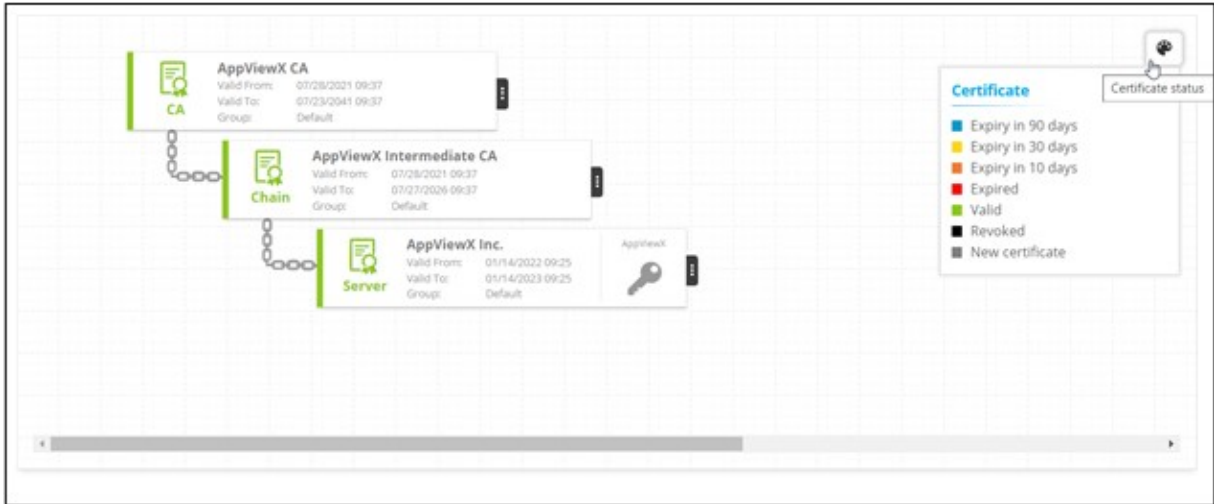 AppViewX CA
Valid From: 07/28/2021 09:37
Valid To: 07/23/2041 09:37
Group: Default
CA
AppViewX Intermediate CA
Valid From: 07/28/2021 09:37
Valid To: 07/27/2026 09:37
Group: Default
Chain
AppViewX Inc.
Valid From: 01/14/2022 09:25
Valid To: 01/14/2023 09:25
Group: Default
Server
AppViewX
Certificate status
Certificate
Expiry in 90 days
Expiry in 30 days
Expiry in 10 days
Expired
Valid
Revoked
New certificate